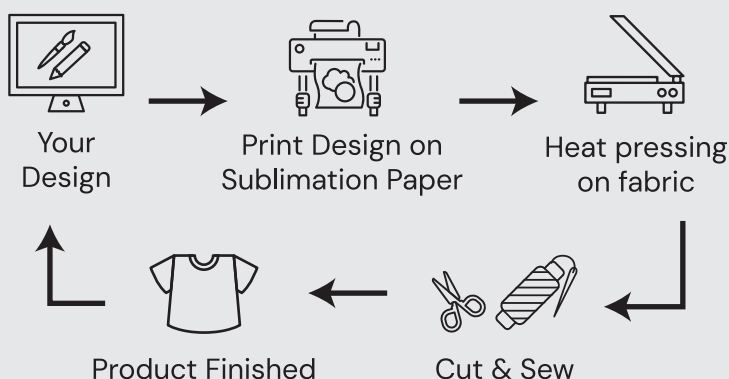 Your
Design
Print Design on
Sublimation Paper
Heat pressing
on fabric
Product Finished
Cut & Sew